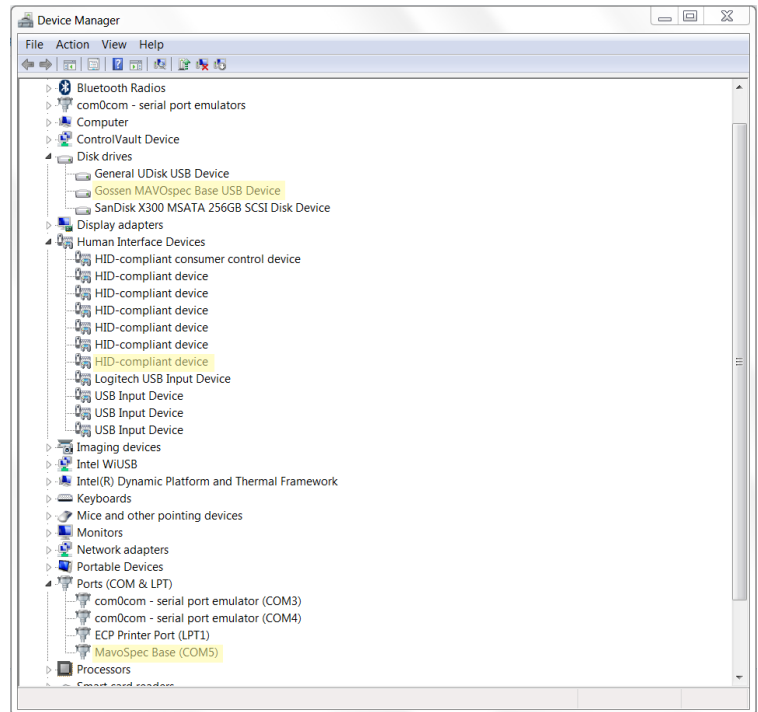 Device Manager
File Action View Help
Bluetooth Radios
com0com - serial port emulators
Computer
ControlVault Device
Disk drives
General UDisk USB Device
Gossen MAVOspec Base USB Device
SanDisk X300 MSATA 256GB SCSI Disk Device
Display adapters
Human Interface Devices
HID-compliant consumer control device
HID-compliant device
HID-compliant device
HID-compliant device
HID-compliant device
HID-compliant device
HID-compliant device
Logitech USB Input Device
USB Input Device
USB Input Device
USB Input Device
Imaging devices
Intel WiUSB
Intel(R) Dynamic Platform and Thermal Framework
Keyboards
Mice and other pointing devices
Monitors
Network adapters
Portable Devices
Ports (COM & LPT)
com0com - serial port emulator (COM3)
com0com - serial port emulator (COM4)
ECP Printer Port (LPT1)
MavoSpec Base (COM5)
Processors
Smart card readers